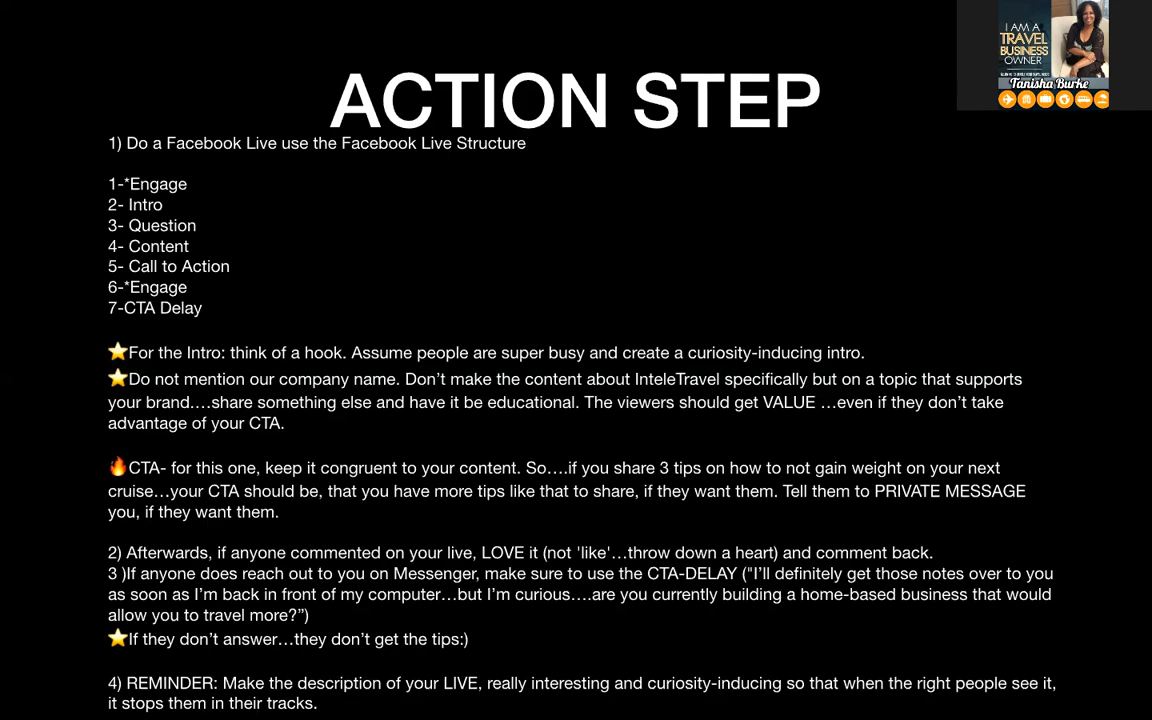 I AM A
TRAVEL
BUSINESS
OWNER
Tanisha Burke
ACTION STEP
1) Do a Facebook Live use the Facebook Live Structure
1-*Engage
2- Intro
3- Question
4- Content
5- Call to Action
6-*Engage
7-CTA Delay
⭐For the Intro: think of a hook. Assume people are super busy and create a curiosity-inducing intro.
⭐Do not mention our company name. Don’t make the content about InteleTravel specifically but on a topic that supports
your brand….share something else and have it be educational. The viewers should get VALUE …even if they don’t take
advantage of your CTA.
🔥CTA- for this one, keep it congruent to your content. So….if you share 3 tips on how to not gain weight on your next
cruise…your CTA should be, that you have more tips like that to share, if they want them. Tell them to PRIVATE MESSAGE
you, if they want them.
2) Afterwards, if anyone commented on your live, LOVE it (not 'like'…throw down a heart) and comment back.
3 )If anyone does reach out to you on Messenger, make sure to use the CTA-DELAY ("I’ll definitely get those notes over to you
as soon as I’m back in front of my computer…but I’m curious….are you currently building a home-based business that would
allow you to travel more?”)
⭐If they don’t answer…they don’t get the tips:)
4) REMINDER: Make the description of your LIVE, really interesting and curiosity-inducing so that when the right people see it,
it stops them in their tracks.